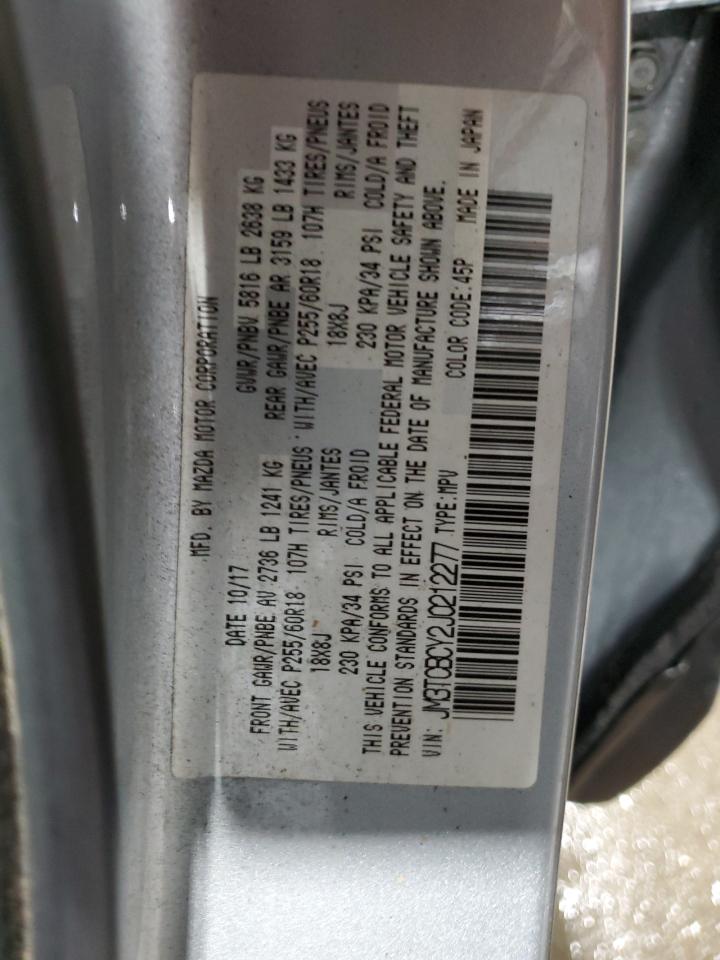 MFD. BY MAZDA MOTOR CORPORATION
DATE 10/17 GVWR/PNBV 5816 LB 2638 KG
FRONT GAWR/PNBE AV 2736 LB 1241 KG REAR GAWR/PNBE AR 3159 LB 1433 KG
WITH/AVEC P255/60R18 107H TIRES/PNEUS · WITH/AVEC P255/60R18 107H TIRES/PNEUS
18X8J RIMS/JANTES 18X8J RIMS/JANTES
230 KPA/34 PSI COLD/A FROID 230 KPA/34 PSI COLD/A FROID
THIS VEHICLE CONFORMS TO ALL APPLICABLE FEDERAL MOTOR VEHICLE SAFETY AND THEFT
PREVENTION STANDARDS IN EFFECT ON THE DATE OF MANUFACTURE SHOWN ABOVE.
VIN: JM3TCBCY2J0212277 TYPE:MPV COLOR CODE:45P MADE IN JAPAN